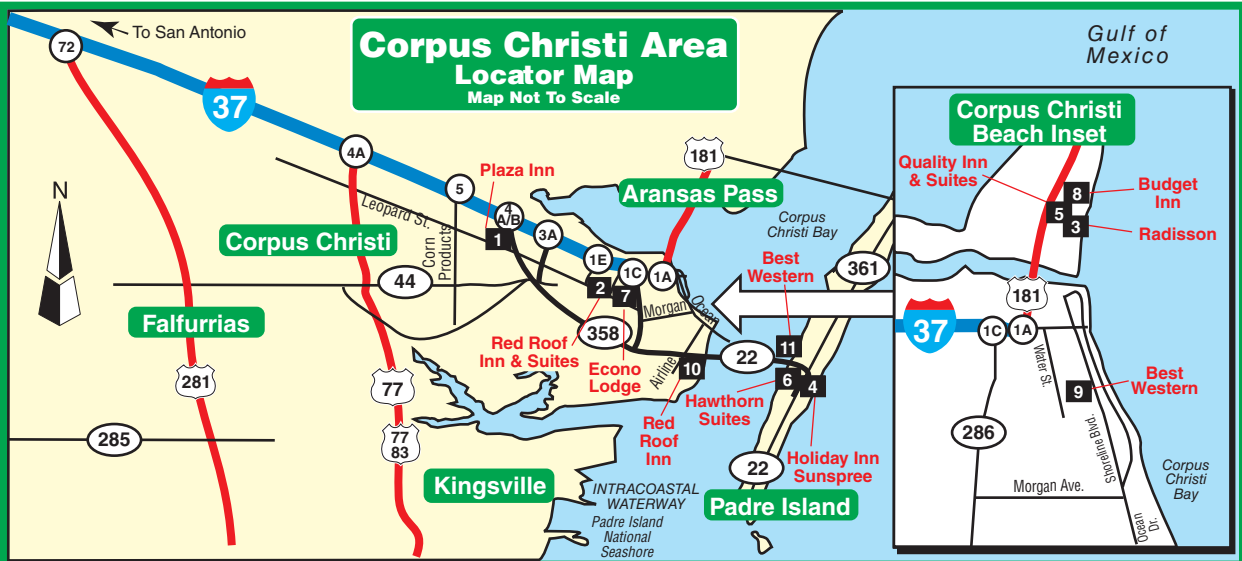 To San Antonio
72
37
Corpus Christi Area
Locator Map
Map Not To Scale
Gulf of
Mexico
N
4A
5
4
A/B
3A
1E
1C
1A
Plaza Inn
1
Leopard St.
Corpus Christi
Corn
Products
44
181
Aransas Pass
Corpus
Christi Bay
361
Falfurrias
281
285
77
77
83
Kingsville
2
7
Morgan
Ocean
358
Red Roof
Inn & Suites
Econo
Lodge
Airline
10
Red
Roof
Inn
22
Best
Western
11
6
4
Hawthorn
Suites
Holiday Inn
Sunspree
22
Padre Island
INTRACOASTAL
WATERWAY
Padre Island
National
Seashore
Corpus Christi
Beach Inset
Quality Inn
& Suites
8
5
3
Budget
Inn
Radisson
181
37
1C
1A
Water St.
9
Best
Western
286
Shoreline Blvd.
Morgan Ave.
Ocean
Dr.
Corpus
Christi
Bay